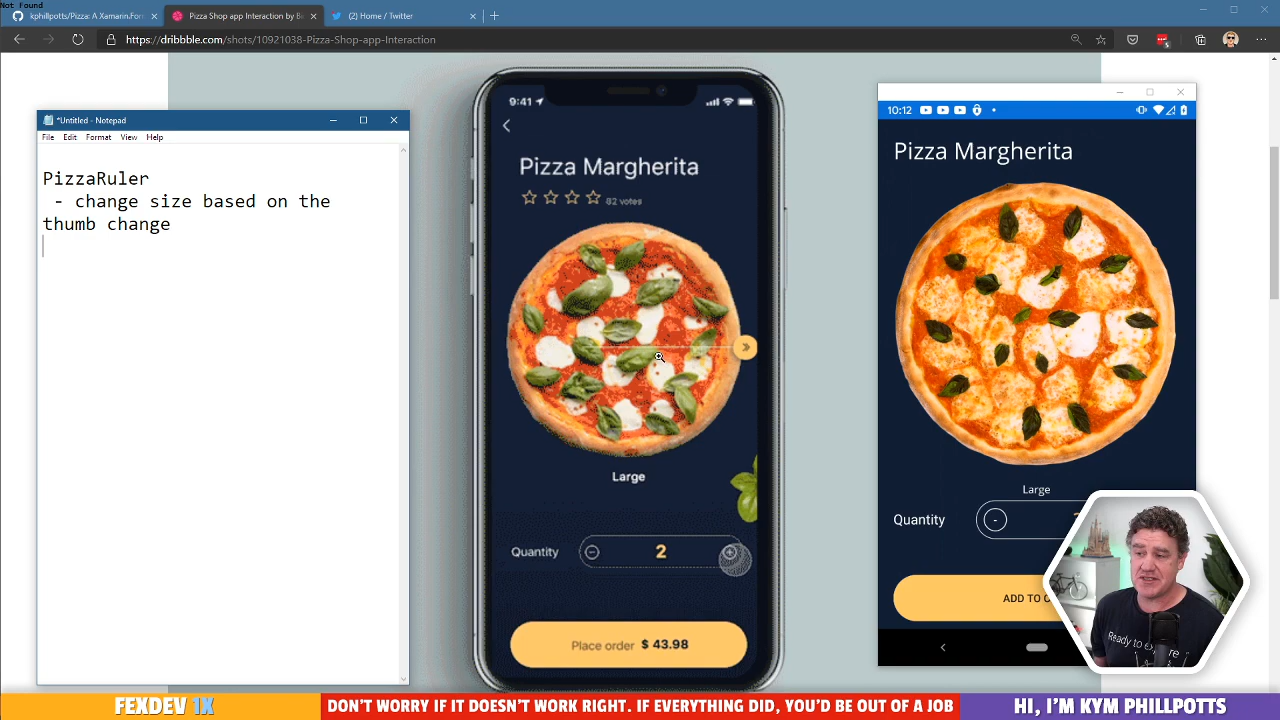 Not Found
kphillpotts/Pizza: A Xamarin.For
Pizza Shop app Interaction by Be
(2) Home / Twitter
https://dribbble.com/shots/10921038-Pizza-Shop-app-Interaction
*Untitled - Notepad
File Edit Format View Help
PizzaRuler
- change size based on the
thumb change
9:41
Pizza Margherita
82 votes
Large
Quantity
2
Place order $ 43.98
10:12
Pizza Margherita
Large
Quantity
-
ADD TO
Ready to
FEXDEV 1X
DON'T WORRY IF IT DOESN'T WORK RIGHT. IF EVERYTHING DID, YOU'D BE OUT OF A JOB
HI, I'M KYM PHILLPOTTS